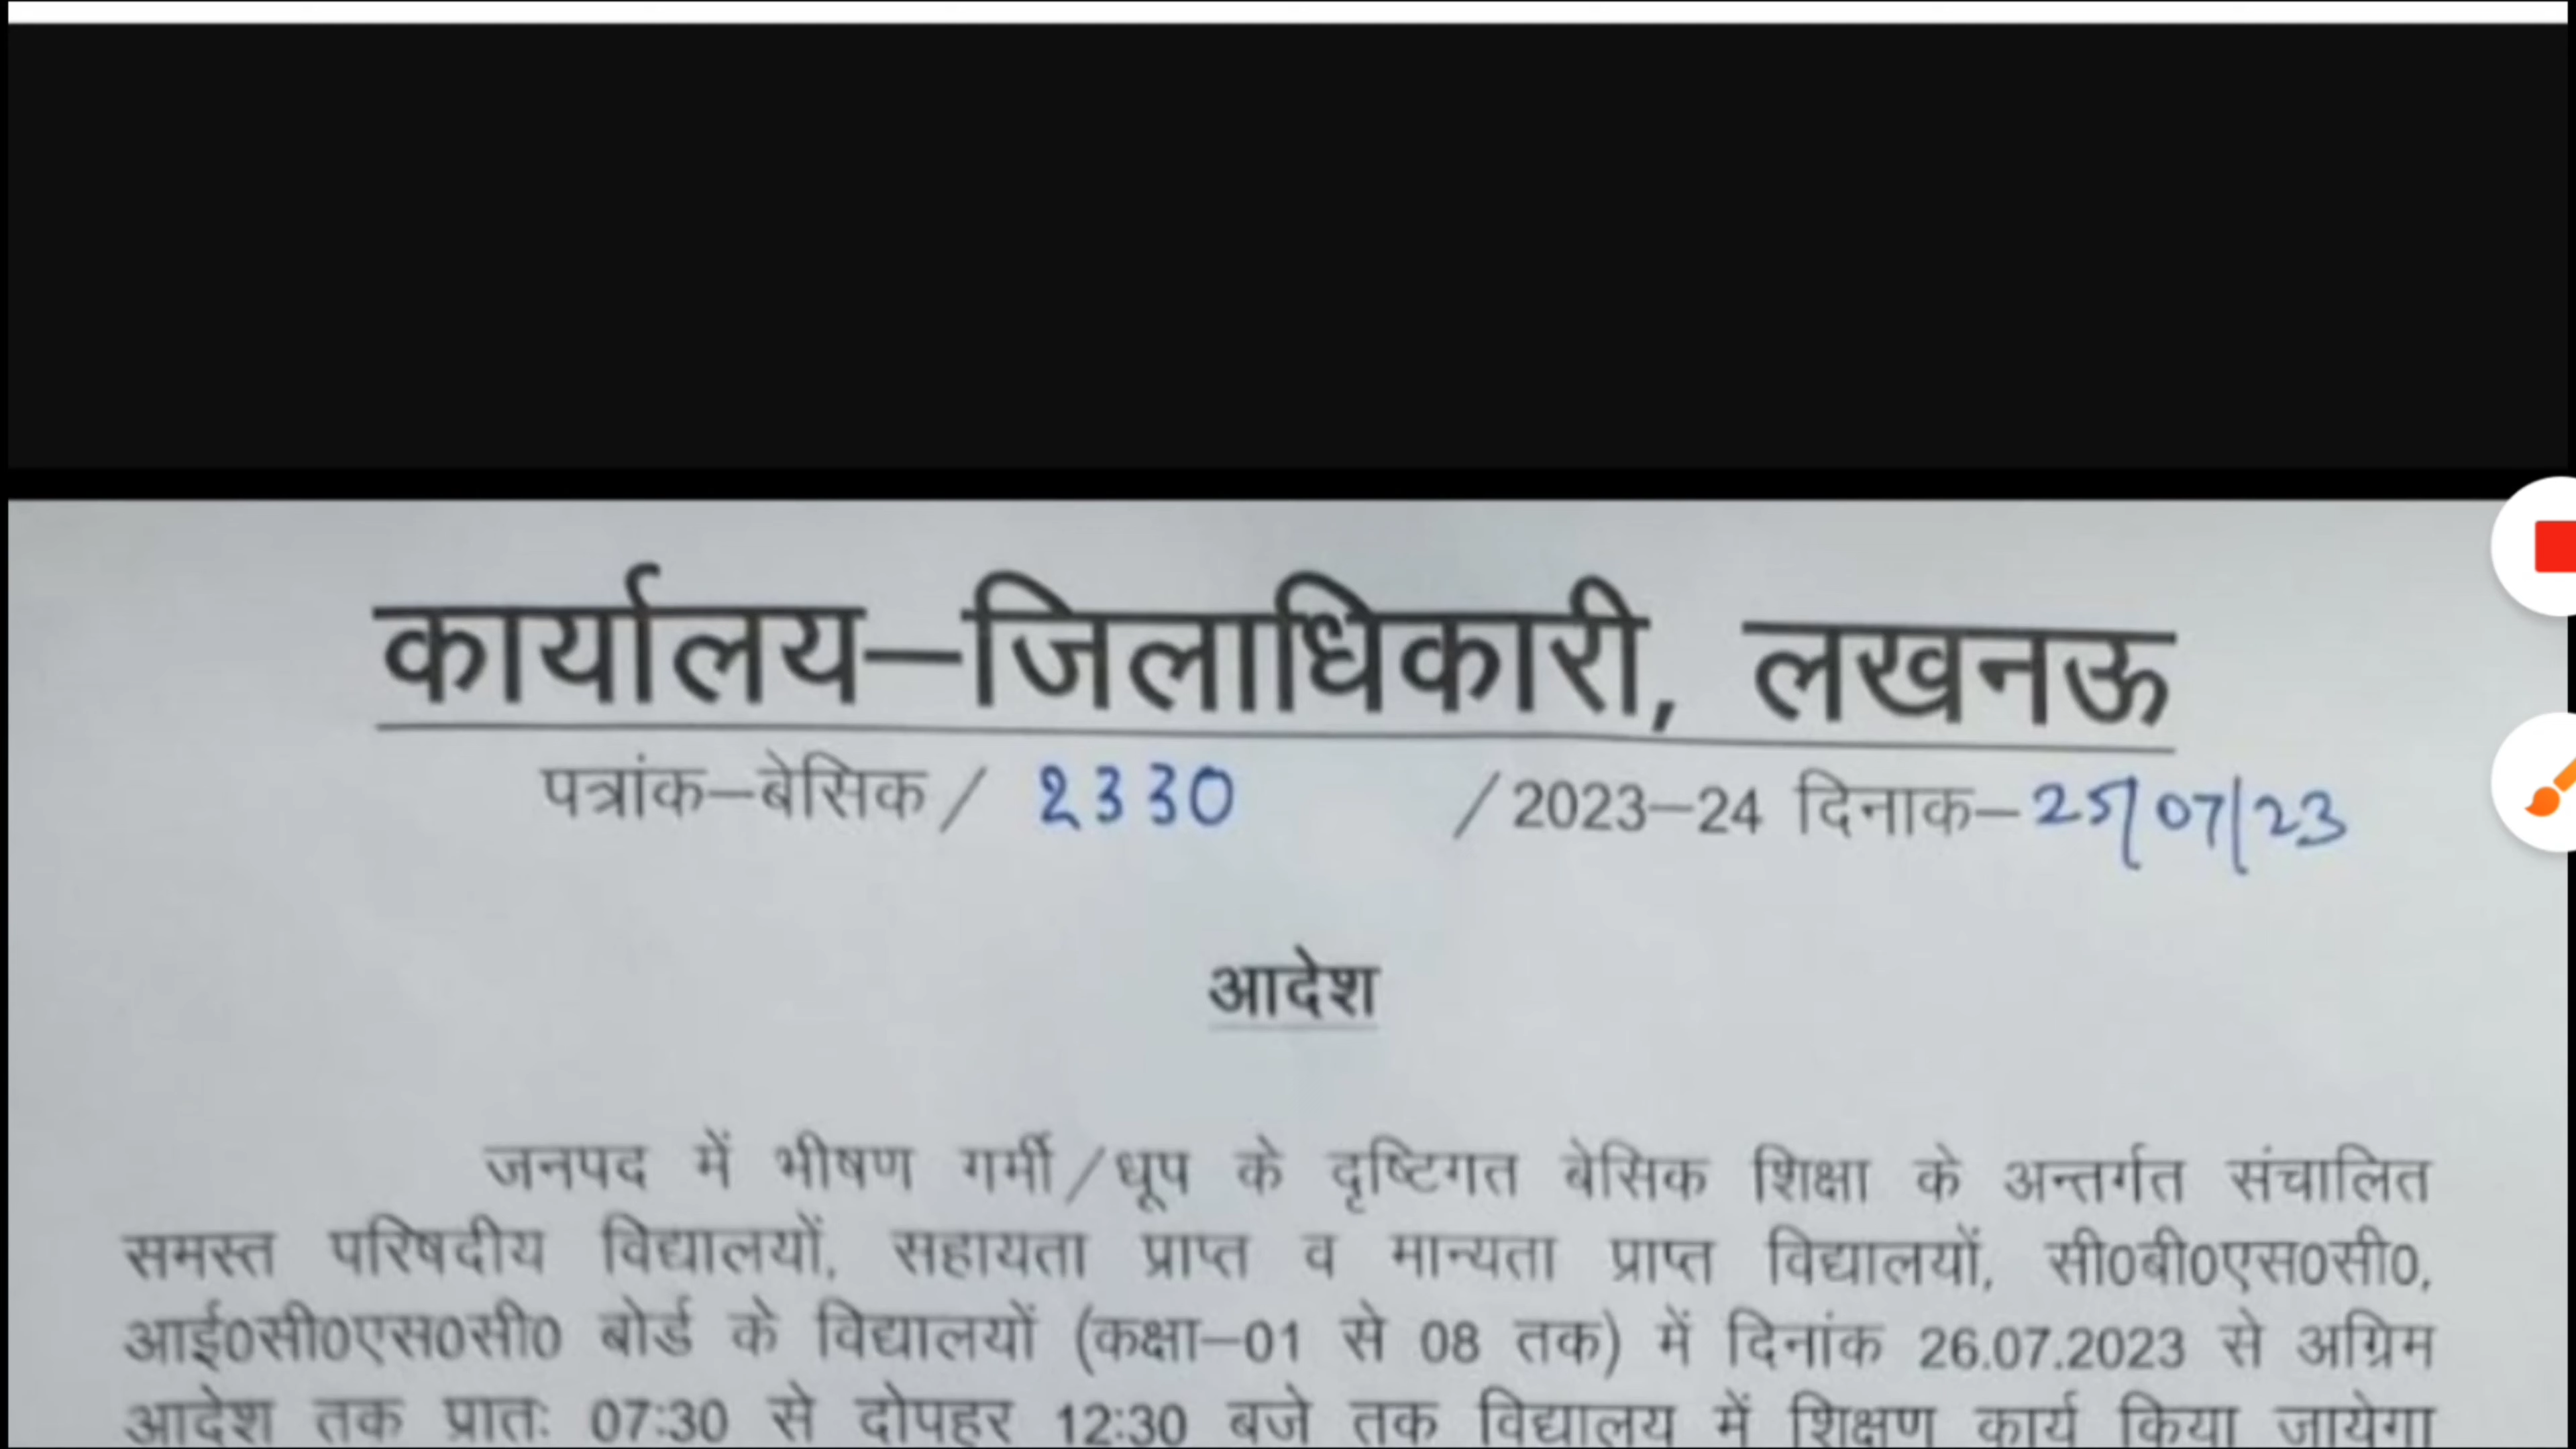 कार्यालय–जिलाधिकारी, लखनऊ
पत्रांक–बेसिक/ 2330 /2023–24 दिनाक–25/07/23
आदेश
जनपद में भीषण गर्मी/धूप के दृष्टिगत बेसिक शिक्षा के अन्तर्गत संचालित
समस्त परिषदीय विद्यालयों, सहायता प्राप्त व मान्यता प्राप्त विद्यालयों, सी0बी0एस0सी0,
आई0सी0एस0सी0 बोर्ड के विद्यालयों (कक्षा–01 से 08 तक) में दिनांक 26.07.2023 से अग्रिम
आदेश तक प्रातः 07:30 से दोपहर 12:30 बजे तक विद्यालय में शिक्षण कार्य किया जायेगा